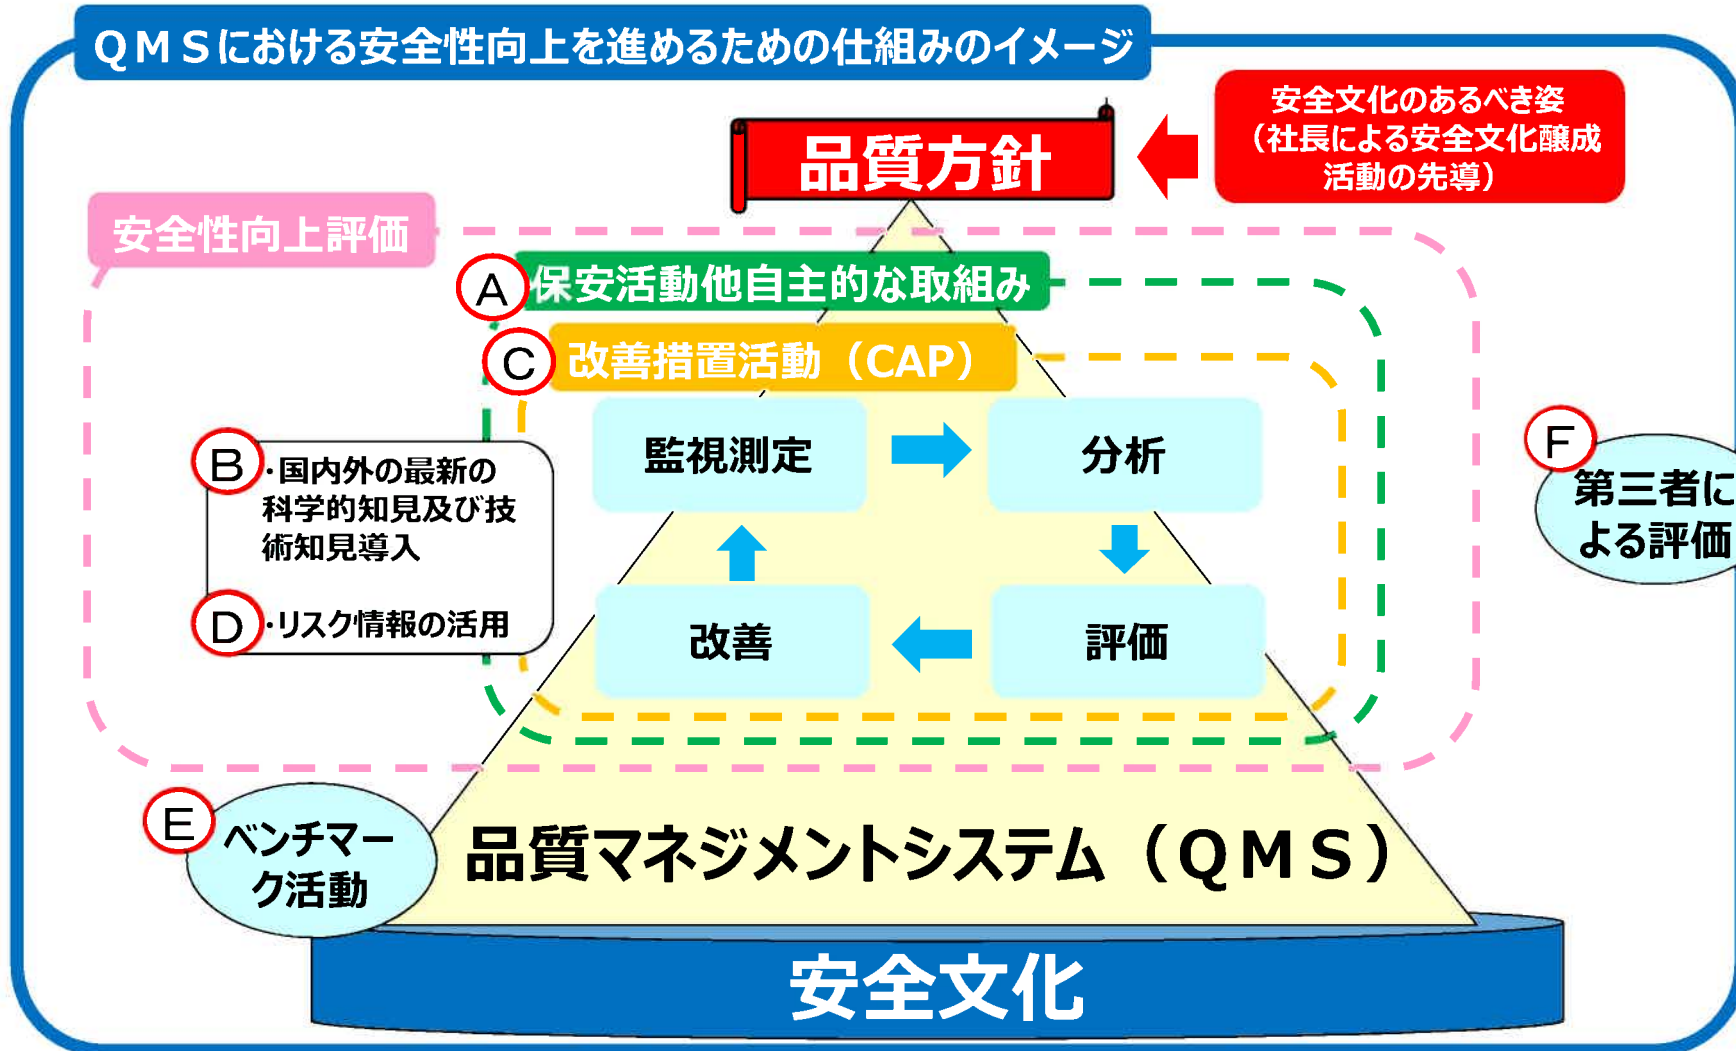 ＱＭＳにおける安全性向上を進めるための仕組みのイメージ
品質方針
安全文化のあるべき姿
（社長による安全文化醸成
活動の先導）
安全性向上評価
A
保安活動他自主的な取組み
C
改善措置活動（CAP）
監視測定
分析
B
・国内外の最新の
科学的知見及び技
術知見導入
D
・リスク情報の活用
改善
評価
F
第三者に
よる評価
E
ベンチマー
ク活動
品質マネジメントシステム（ＱＭＳ）
安全文化